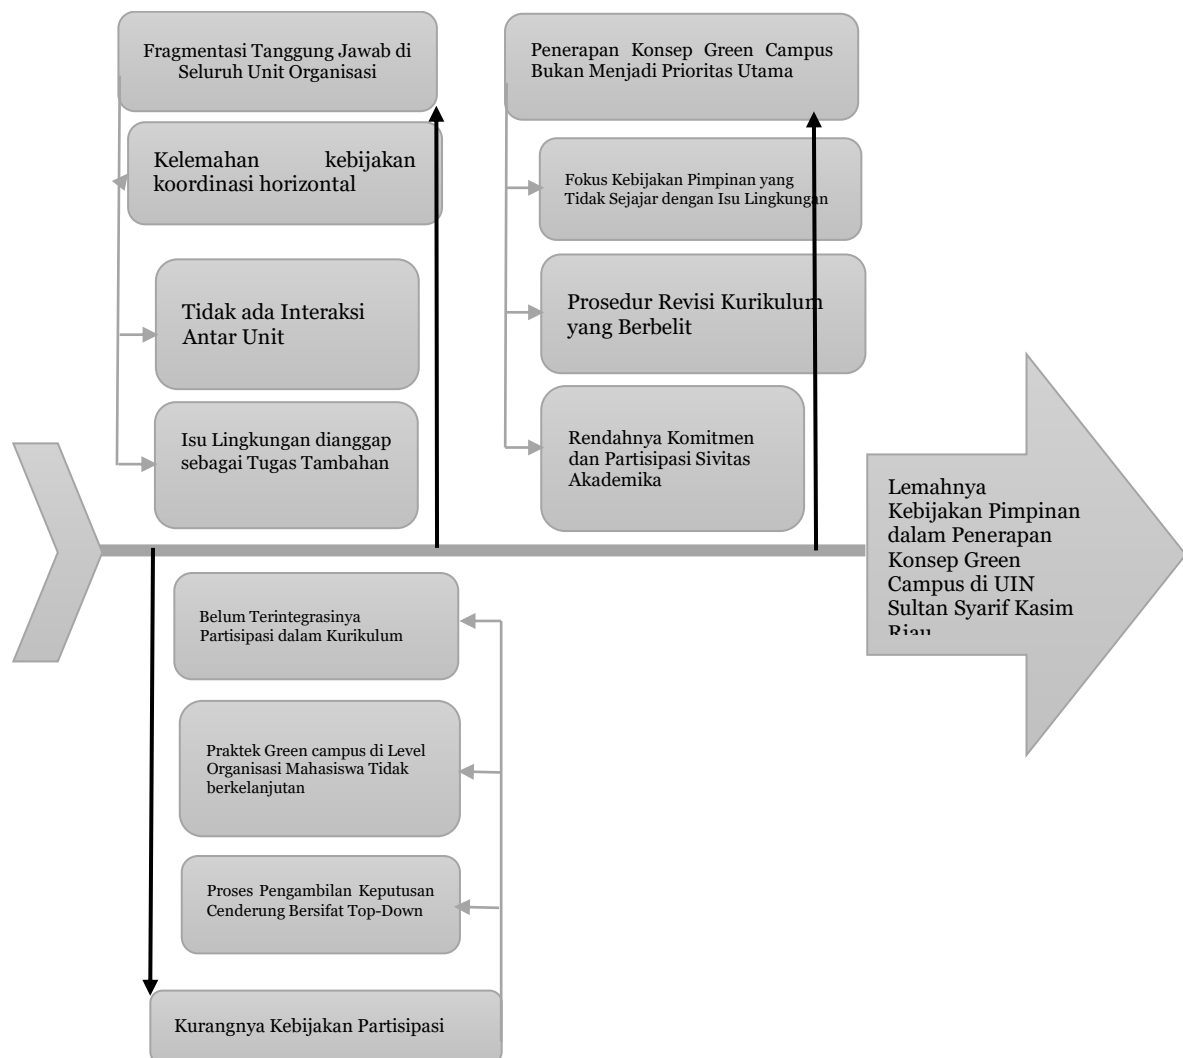 Fragmentasi Tanggung Jawab di
Seluruh Unit Organisasi
Kelemahan kebijakan
koordinasi horizontal
Tidak ada Interaksi
Antar Unit
Isu Lingkungan dianggap
sebagai Tugas Tambahan
Penerapan Konsep Green Campus
Bukan Menjadi Prioritas Utama
Fokus Kebijakan Pimpinan yang
Tidak Sejajar dengan Isu Lingkungan
Prosedur Revisi Kurikulum
yang Berbelit
Rendahnya Komitmen
dan Partisipasi Sivitas
Akademika
Lemahnya
Kebijakan Pimpinan
dalam Penerapan
Konsep Green
Campus di UIN
Sultan Syarif Kasim
Riau
Belum Terintegrasinya
Partisipasi dalam Kurikulum
Praktek Green campus di Level
Organisasi Mahasiswa Tidak
berkelanjutan
Proses Pengambilan Keputusan
Cenderung Bersifat Top-Down
Kurangnya Kebijakan Partisipasi